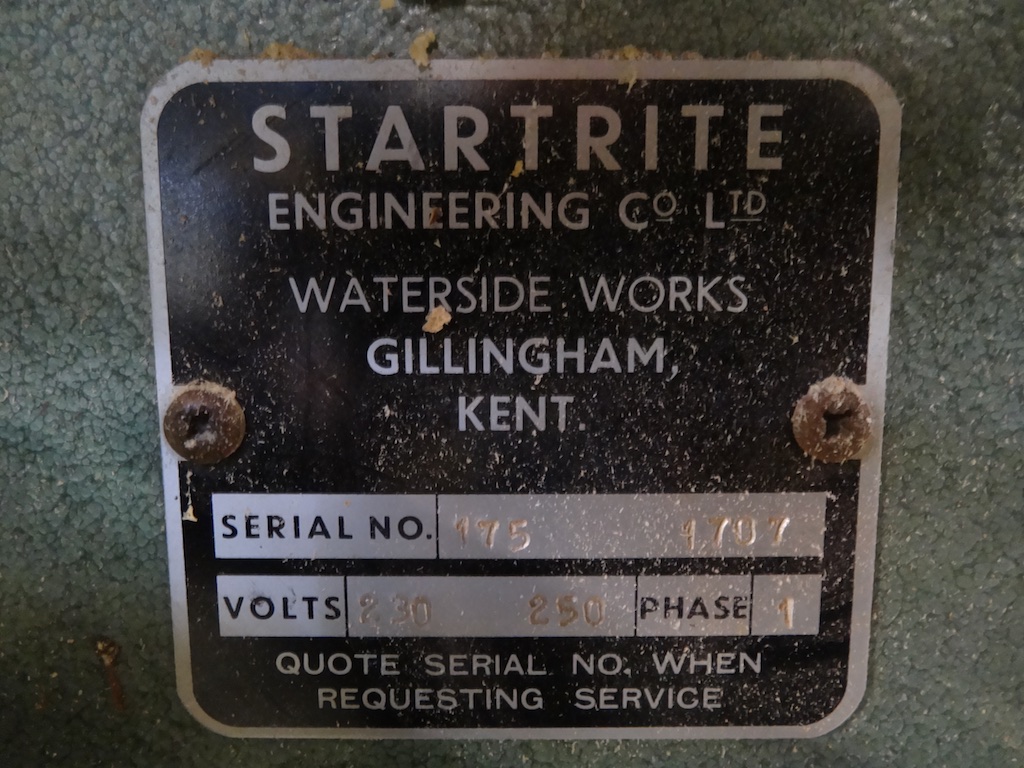 STARTRITE
ENGINEERING CO LTD
WATERSIDE WORKS
GILLINGHAM,
KENT.
SERIAL NO. 175 1707
VOLTS 230 250 PHASE 1
QUOTE SERIAL NO. WHEN
REQUESTING SERVICE